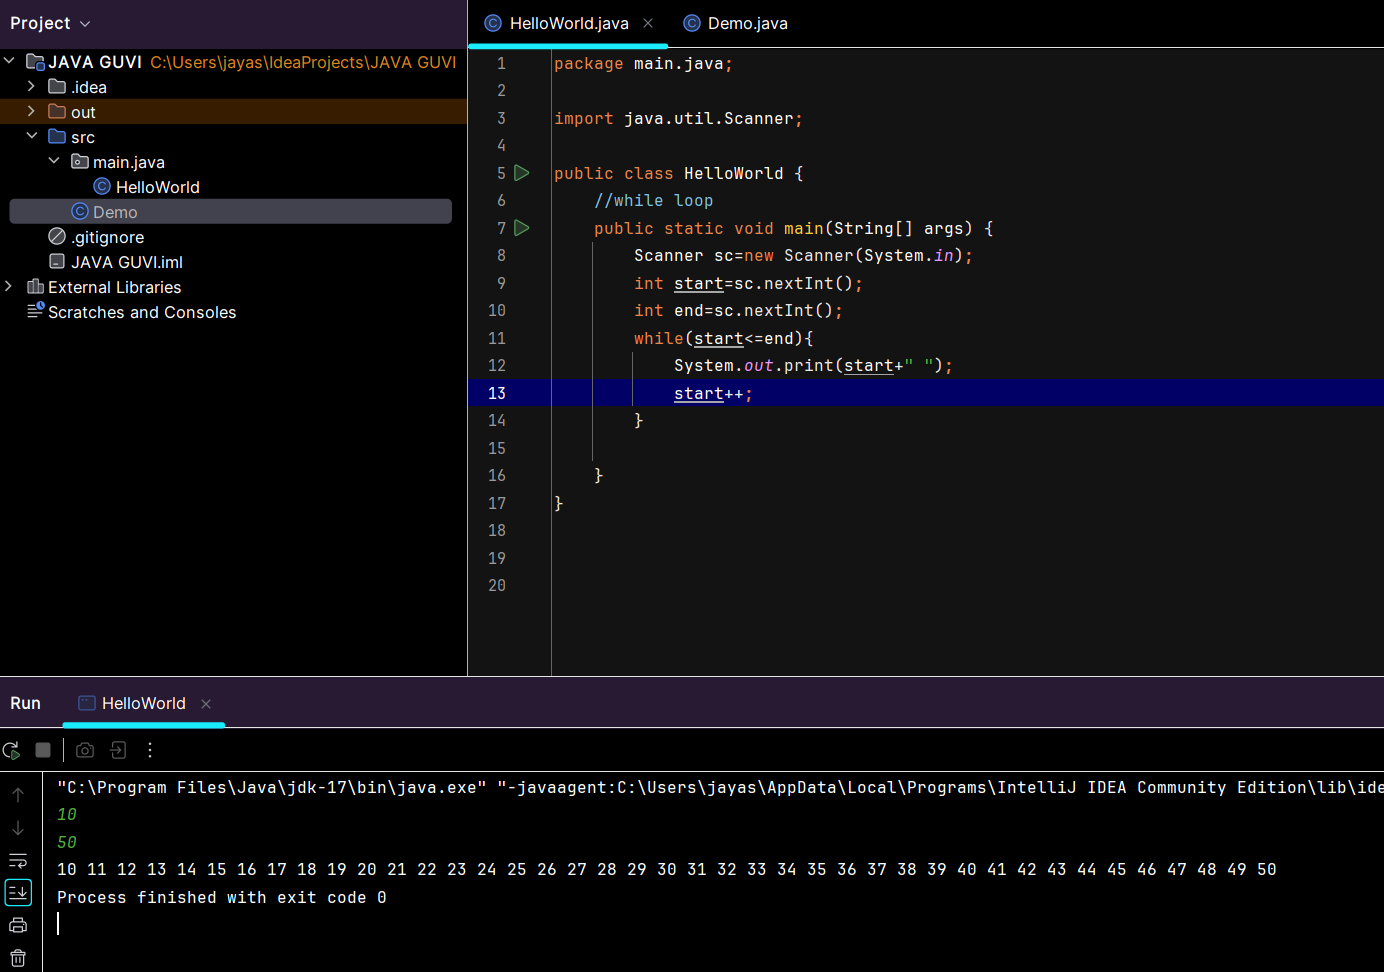 Project
JAVA GUVI C:\Users\jayas\IdeaProjects\JAVA GUVI
.idea
out
src
main.java
HelloWorld
Demo
.gitignore
JAVA GUVI.iml
External Libraries
Scratches and Consoles
HelloWorld.java Demo.java
1 package main.java;
2
3 import java.util.Scanner;
4
5 public class HelloWorld {
6 //while loop
7 public static void main(String[] args) {
8 Scanner sc=new Scanner(System.in);
9 int start=sc.nextInt();
10 int end=sc.nextInt();
11 while(start<=end){
12 System.out.print(start+" ");
13 start++;
14 }
15
16 }
17 }
18
19
20
Run HelloWorld
"C:\Program Files\Java\jdk-17\bin\java.exe" "-javaagent:C:\Users\jayas\AppData\Local\Programs\IntelliJ IDEA Community Edition\lib\ide
10
50
10 11 12 13 14 15 16 17 18 19 20 21 22 23 24 25 26 27 28 29 30 31 32 33 34 35 36 37 38 39 40 41 42 43 44 45 46 47 48 49 50
Process finished with exit code 0